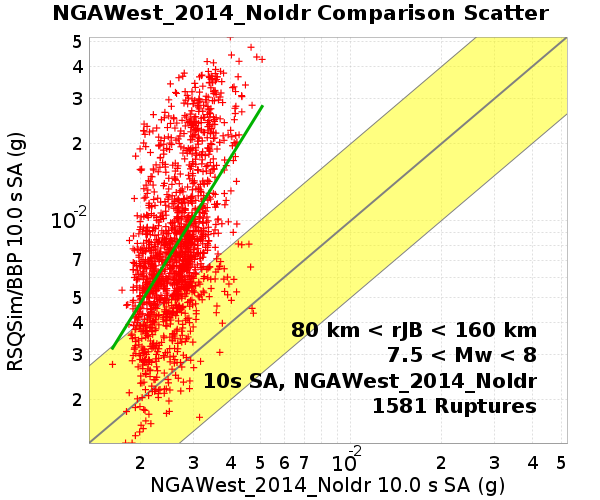 NGAWest_2014_NoIdr Comparison Scatter
RSQSim/BBP 10.0 s SA (g)
5
4
3
2
10-2
7
5
4
3
2
80 km < rJB < 160 km
7.5 < Mw < 8
10s SA, NGAWest_2014_NoIdr
1581 Ruptures
2 3 4 5 6 7 10-2 2 3 4 5
NGAWest_2014_NoIdr 10.0 s SA (g)